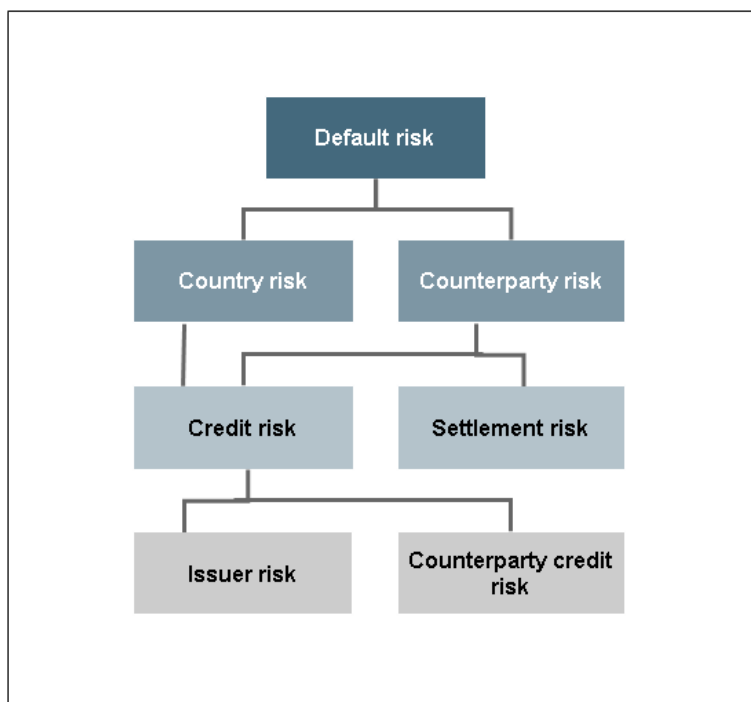 Default risk
Country risk
Counterparty risk
Credit risk
Settlement risk
Issuer risk
Counterparty credit
risk